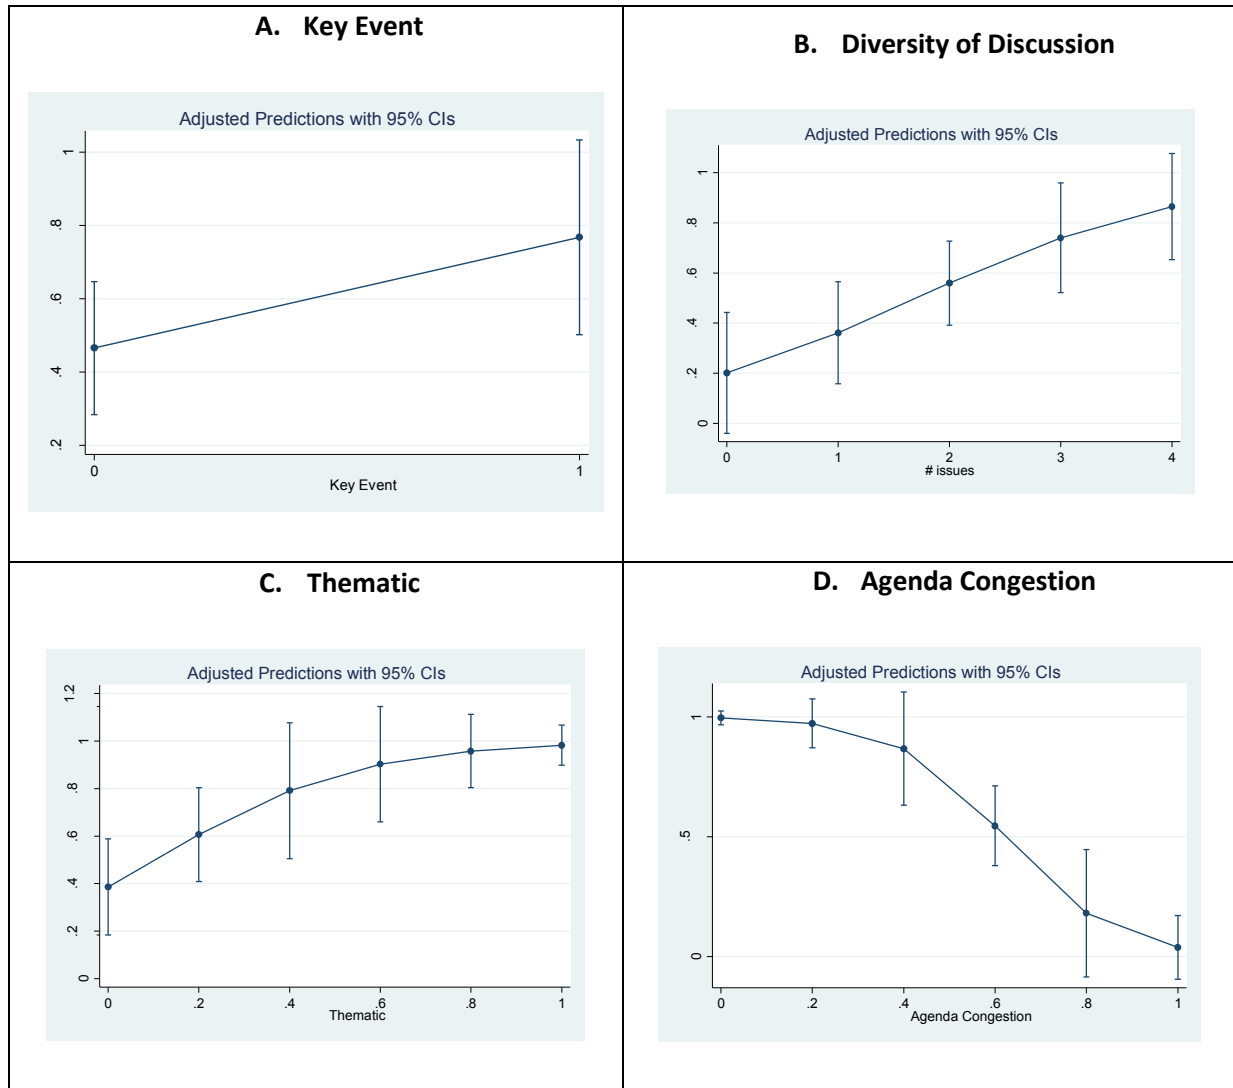 A. Key Event
Adjusted Predictions with 95% CIs
1
.8
.6
.4
.2
0 1
Key Event
B. Diversity of Discussion
Adjusted Predictions with 95% CIs
1
.8
.6
.4
.2
0
0 1 2 3 4
# issues
C. Thematic
Adjusted Predictions with 95% CIs
1.2
1
.8
.6
.4
.2
0
0 .2 .4 .6 .8 1
Thematic
D. Agenda Congestion
Adjusted Predictions with 95% CIs
1
.5
0
0 .2 .4 .6 .8 1
Agenda Congestion